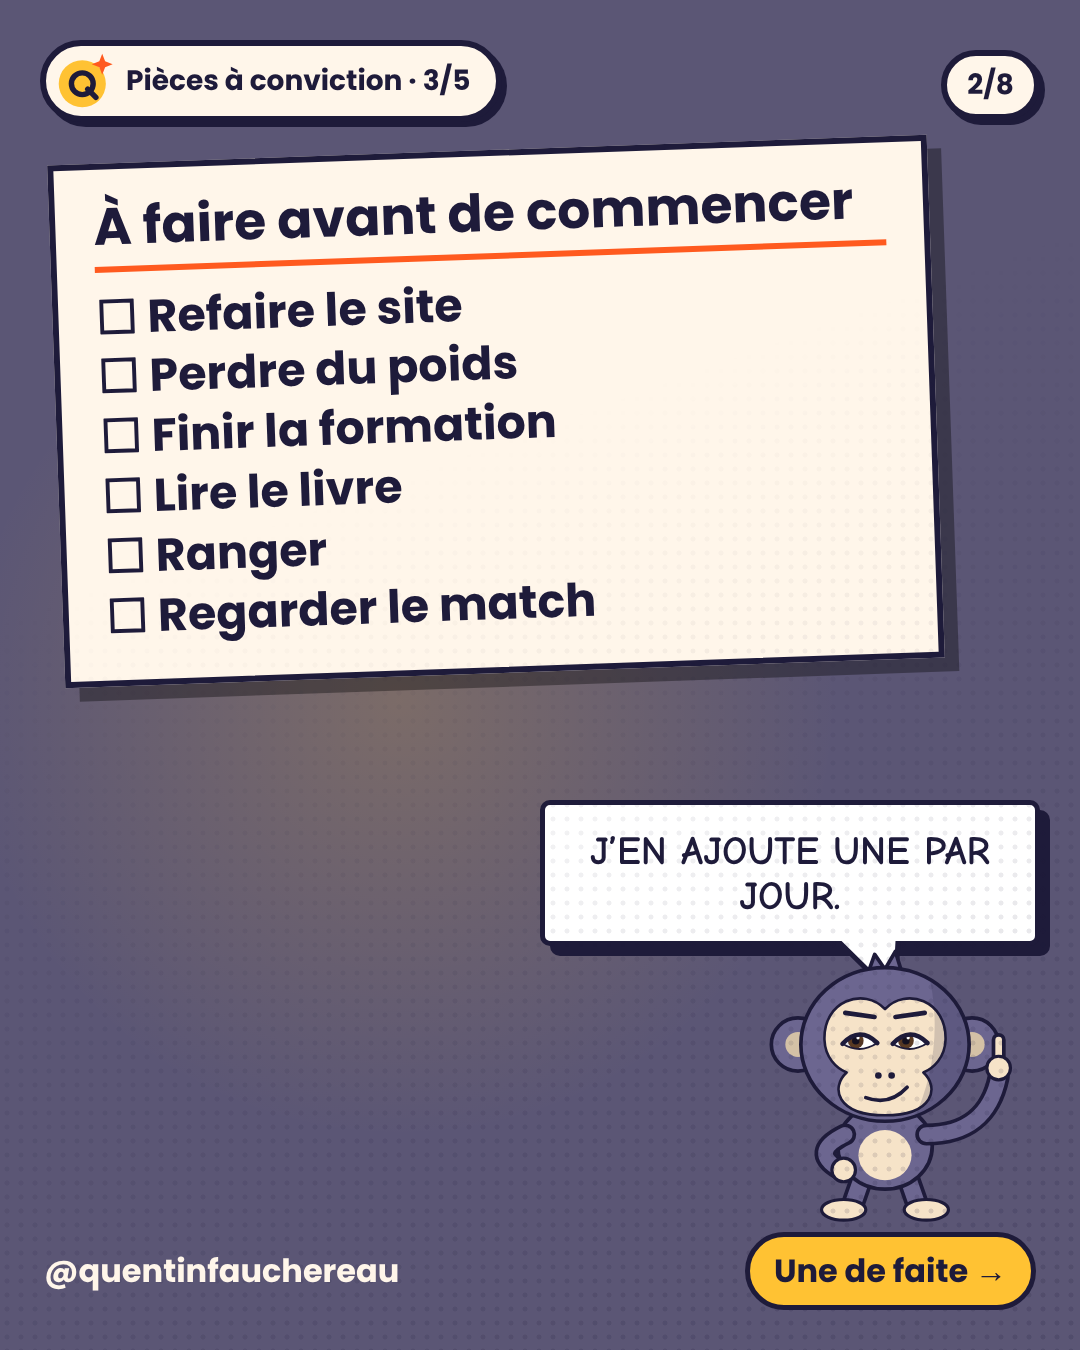 Q
Pièces à conviction · 3/5
2/8
À faire avant de commencer
☐ Refaire le site
☐ Perdre du poids
☐ Finir la formation
☐ Lire le livre
☐ Ranger
☐ Regarder le match
J'EN AJOUTE UNE PAR
JOUR.
@quentinfauchereau
Une de faite →